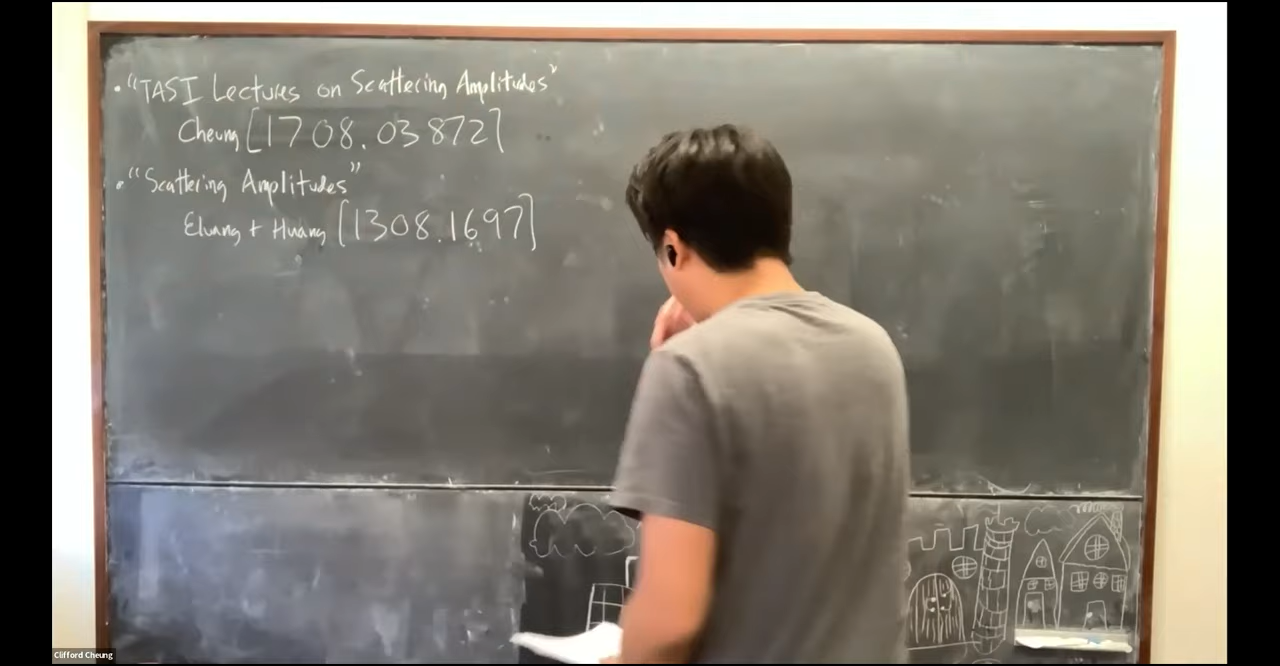 • "TASI Lectures on Scattering Amplitudes"
Cheung [1708.03872]
• "Scattering Amplitudes"
Elvang + Huang [1308.1697]
Clifford Cheung